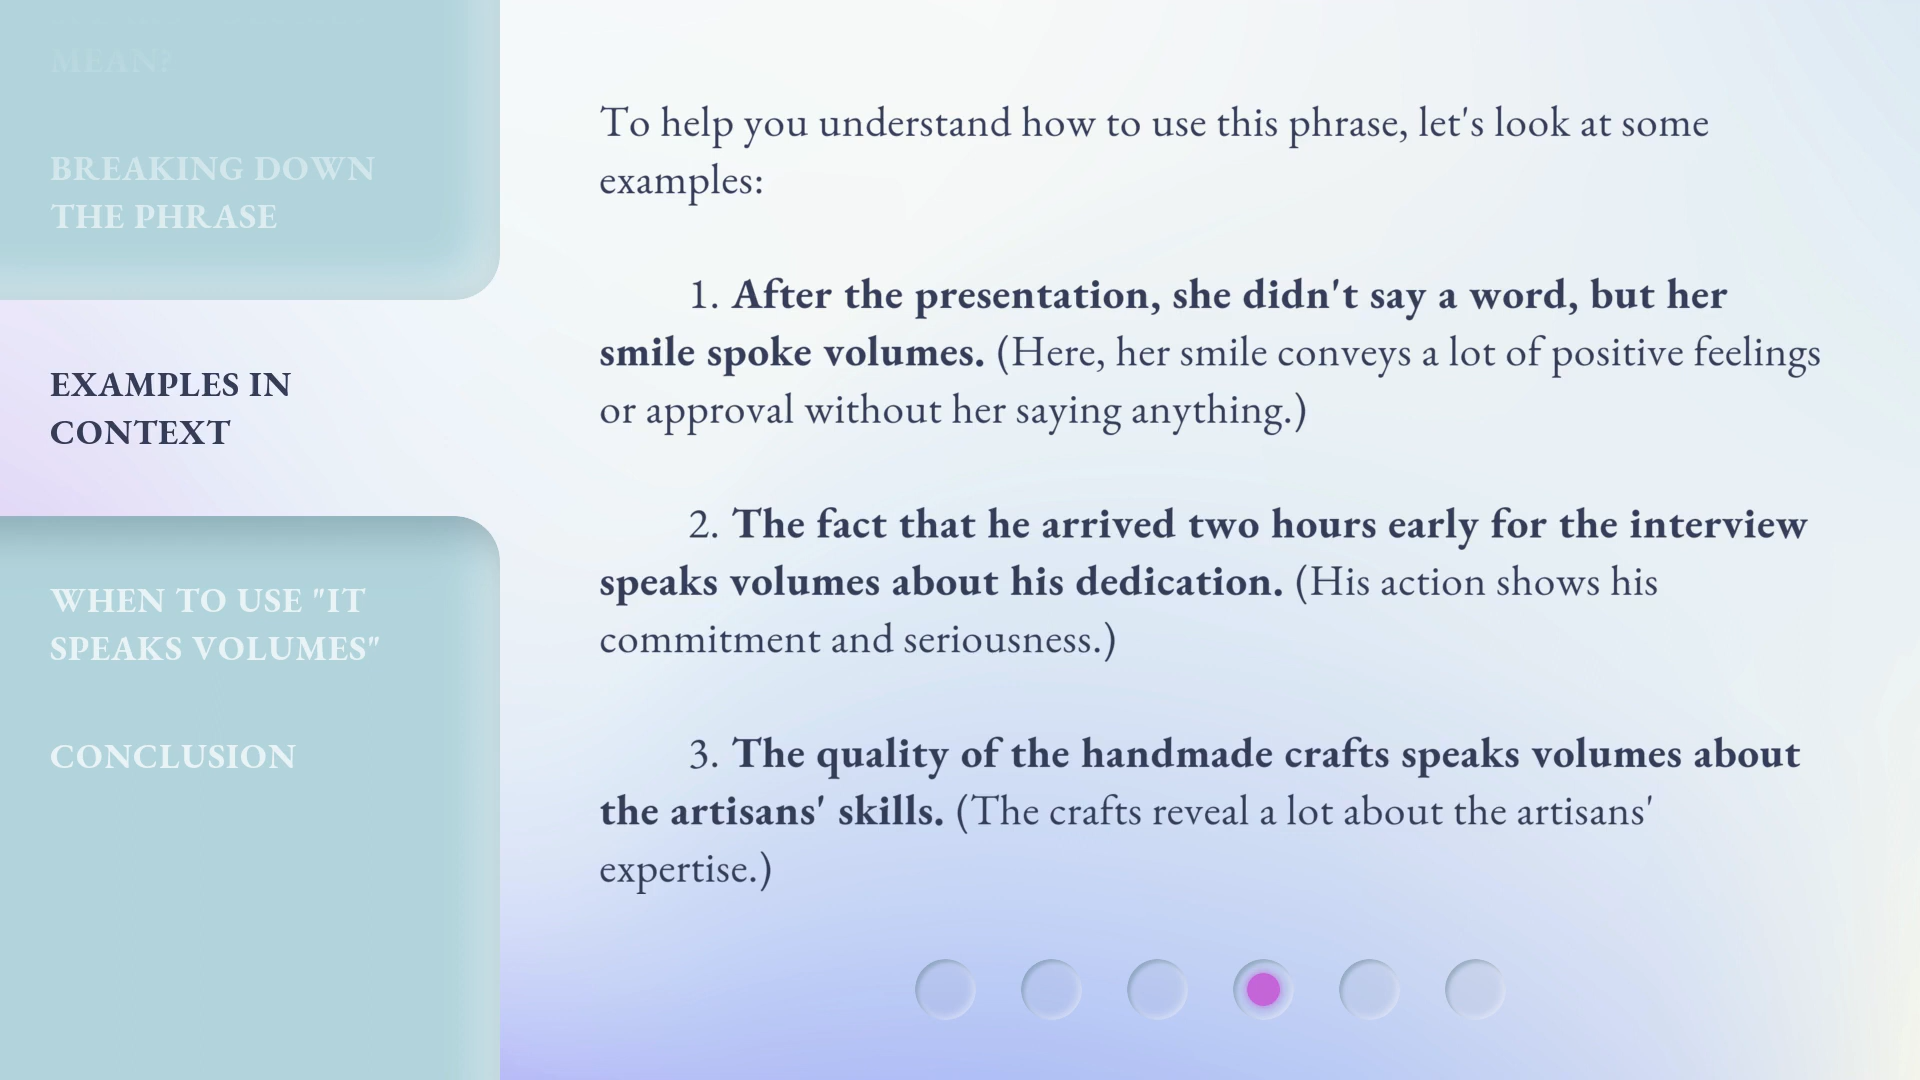 MEAN?
BREAKING DOWN
THE PHRASE
EXAMPLES IN
CONTEXT
WHEN TO USE "IT
SPEAKS VOLUMES"
CONCLUSION
To help you understand how to use this phrase, let's look at some
examples:
1. After the presentation, she didn't say a word, but her
smile spoke volumes. (Here, her smile conveys a lot of positive feelings
or approval without her saying anything.)
2. The fact that he arrived two hours early for the interview
speaks volumes about his dedication. (His action shows his
commitment and seriousness.)
3. The quality of the handmade crafts speaks volumes about
the artisans' skills. (The crafts reveal a lot about the artisans'
expertise.)